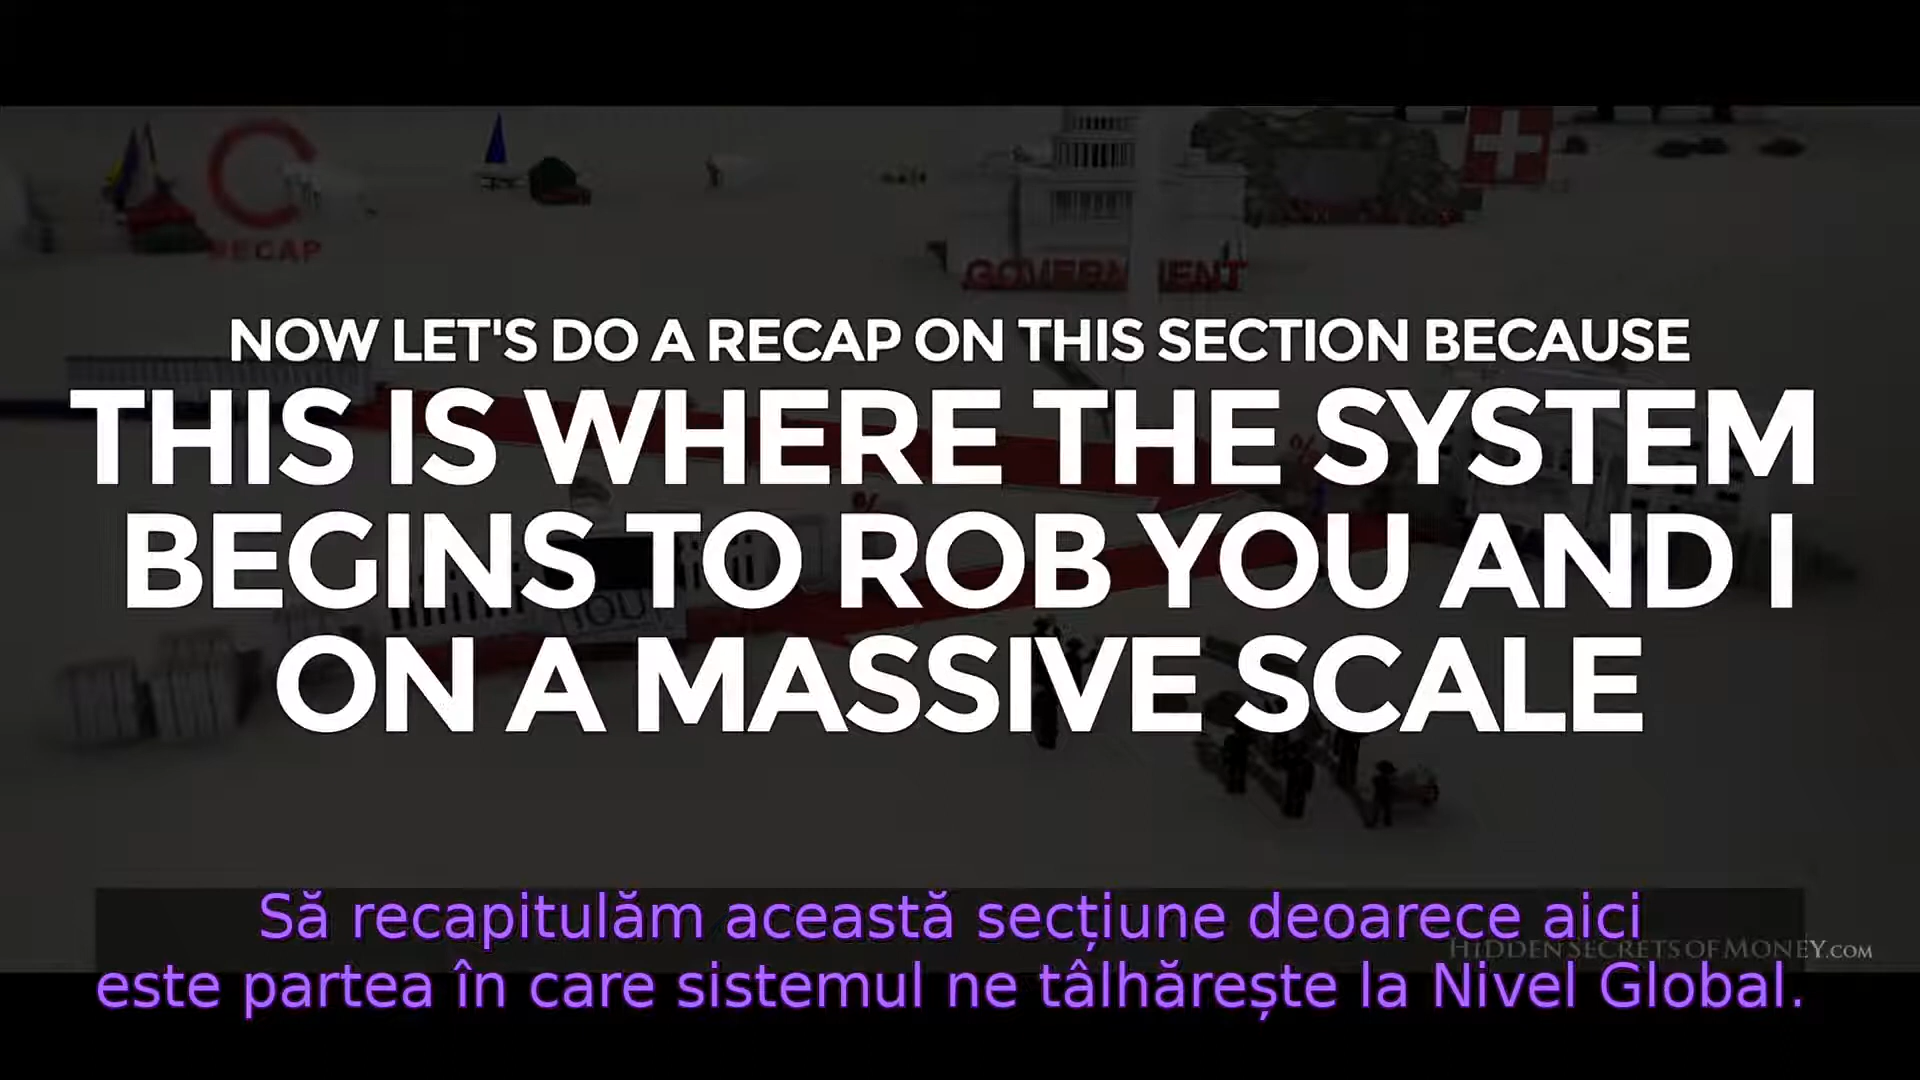 RECAP
GOVERNMENT
NOW LET'S DO A RECAP ON THIS SECTION BECAUSE
THIS IS WHERE THE SYSTEM
BEGINS TO ROB YOU AND I
ON A MASSIVE SCALE
Să recapitulăm această secțiune deoarece aici
HIDDENSECRETSOFMONEY.COM
este partea în care sistemul ne tâlhărește la Nivel Global.